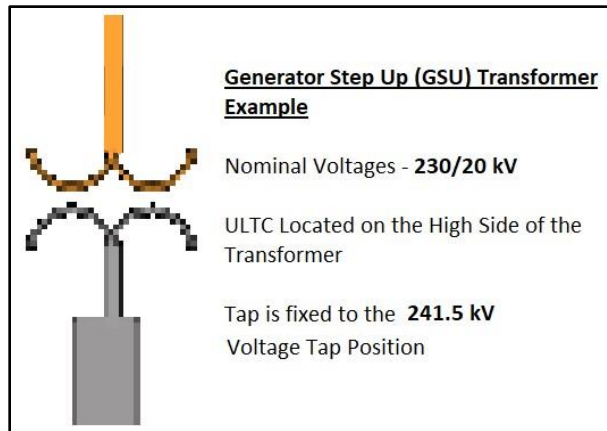 Generator Step Up (GSU) Transformer
Example
Nominal Voltages - 230/20 kV
ULTC Located on the High Side of the
Transformer
Tap is fixed to the 241.5 kV
Voltage Tap Position